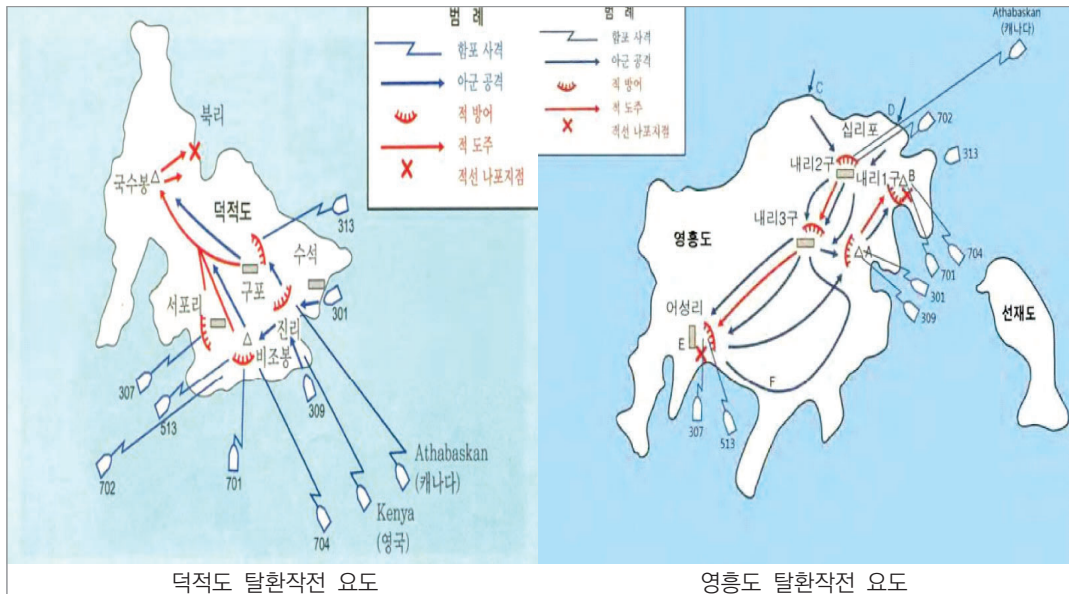 범 례
함포 사격
아군 공격
적 방어
적 도주
적선 나포지점
북리
국수봉
덕적도
313
수석
구포
301
서포리
진리
비조봉
307
513
309
702
701
704
Athabaskan
(캐나다)
Kenya
(영국)
덕적도 탈환작전 요도
범 례
함포 사격
아군 공격
적 방어
적 도주
적선 나포지점
Athabaskan
(캐나다)
C
D
702
십리포
313
내리2구
내리1구
B
내리3구
영흥도
A
704
701
301
309
선재도
어성리
E
F
307
513
영흥도 탈환작전 요도